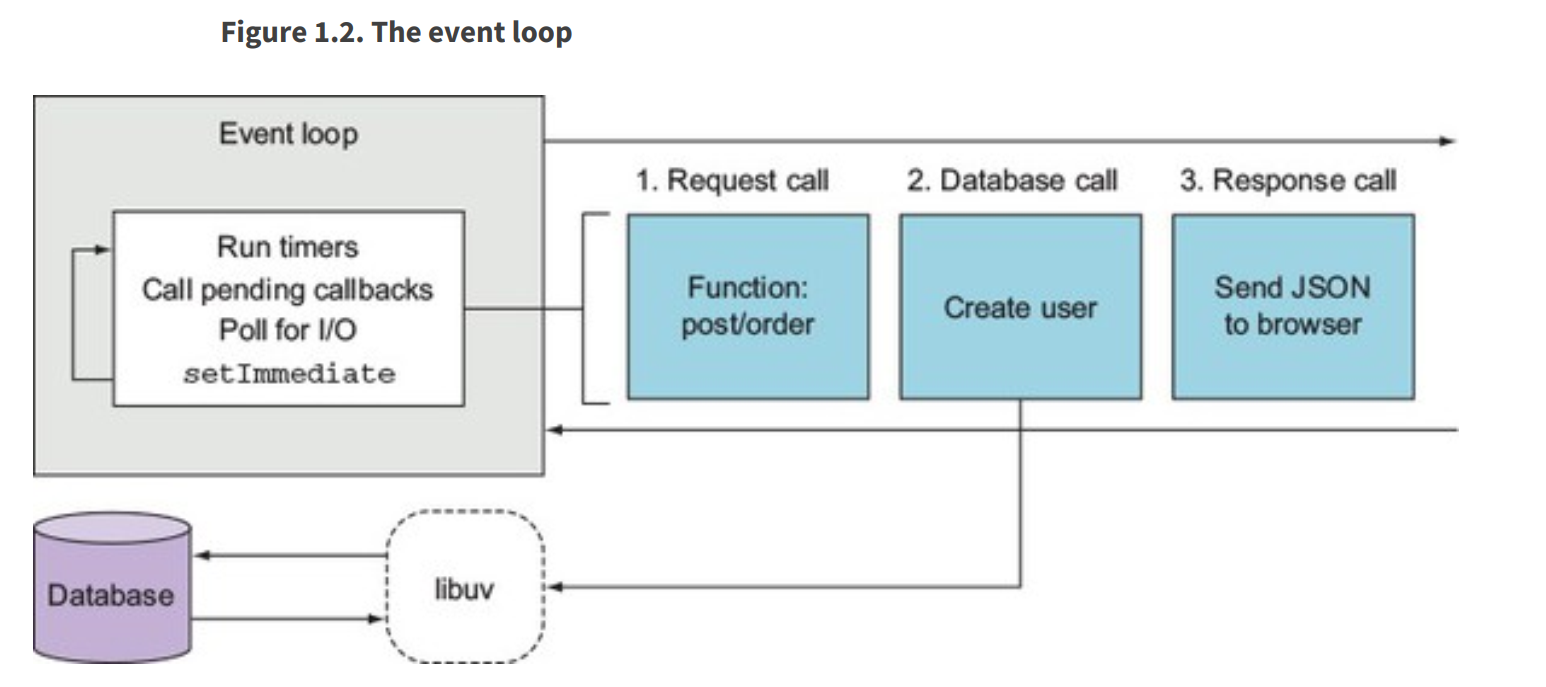 Figure 1.2. The event loop
Event loop
Run timers
Call pending callbacks
Poll for I/O
setImmediate
1. Request call
Function:
post/order
2. Database call
Create user
3. Response call
Send JSON
to browser
Database
libuv